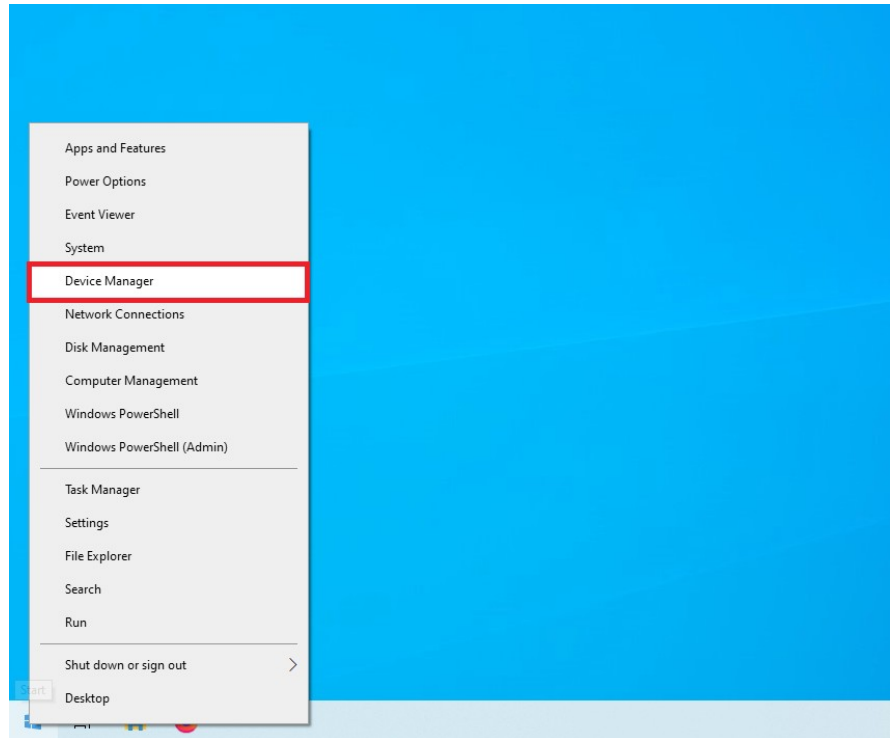 Apps and Features
Power Options
Event Viewer
System
Device Manager
Network Connections
Disk Management
Computer Management
Windows PowerShell
Windows PowerShell (Admin)
Task Manager
Settings
File Explorer
Search
Run
Shut down or sign out
Start
Desktop